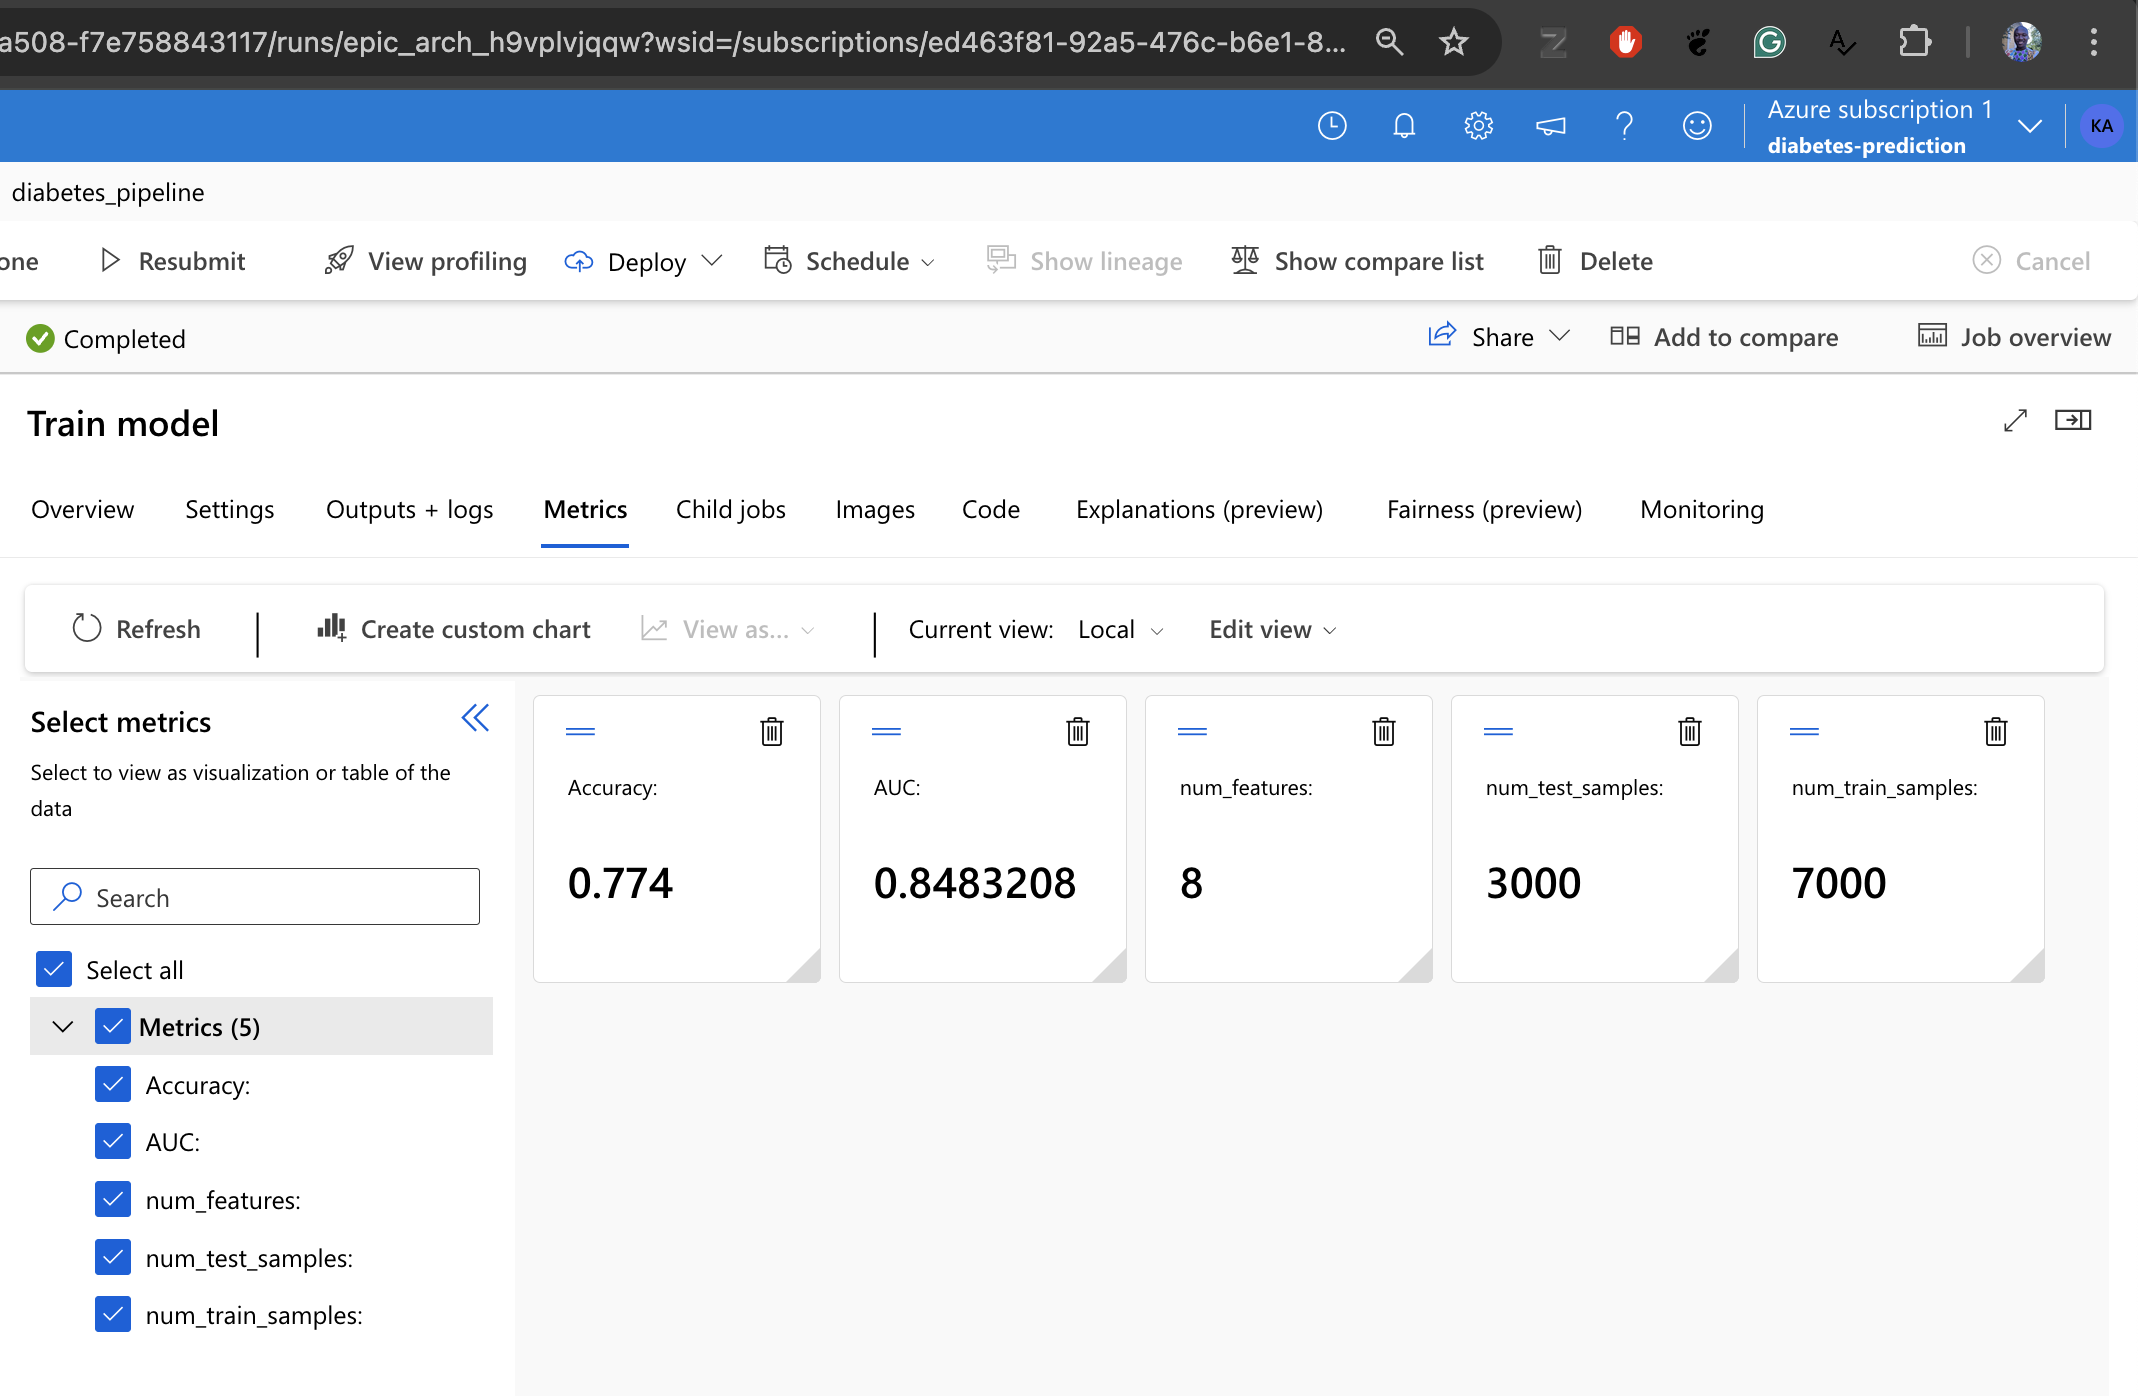 a508-f7e758843117/runs/epic_arch_h9vplvjqqw?wsid=/subscriptions/ed463f81-92a5-476c-b6e1-8...
Azure subscription 1
diabetes-prediction
KA
diabetes_pipeline
one Resubmit View profiling Deploy Schedule Show lineage Show compare list Delete Cancel
Completed Share Add to compare Job overview
Train model
Overview Settings Outputs + logs Metrics Child jobs Images Code Explanations (preview) Fairness (preview) Monitoring
Refresh Create custom chart View as... Current view: Local Edit view
Select metrics
Select to view as visualization or table of the
data
Search
Select all
Metrics (5)
Accuracy:
AUC:
num_features:
num_test_samples:
num_train_samples:
Accuracy:
0.774
AUC:
0.8483208
num_features:
8
num_test_samples:
3000
num_train_samples:
7000